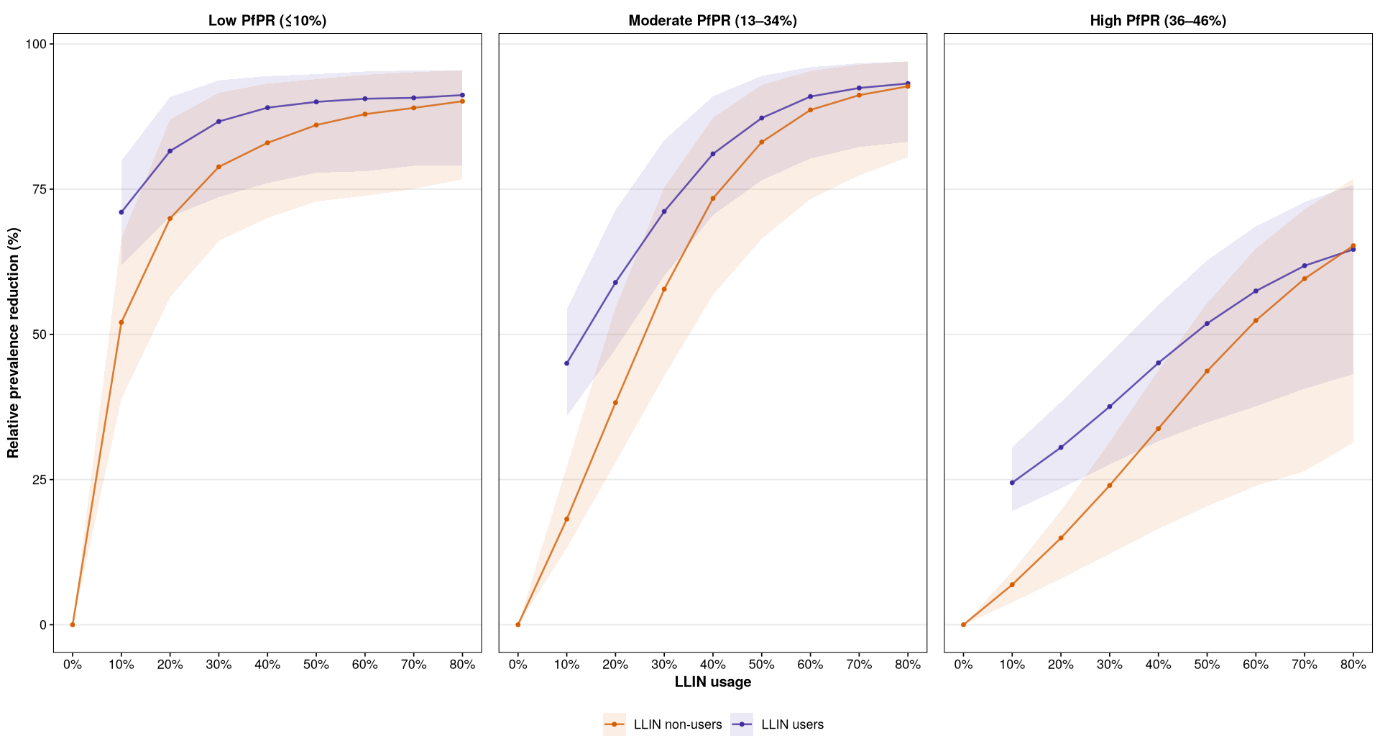 Low PfPR (≤10%)
Moderate PfPR (13–34%)
High PfPR (36–46%)
Relative prevalence reduction (%)
100
75
50
25
0
0% 10% 20% 30% 40% 50% 60% 70% 80%
0% 10% 20% 30% 40% 50% 60% 70% 80%
0% 10% 20% 30% 40% 50% 60% 70% 80%
LLIN usage
LLIN non-users LLIN users